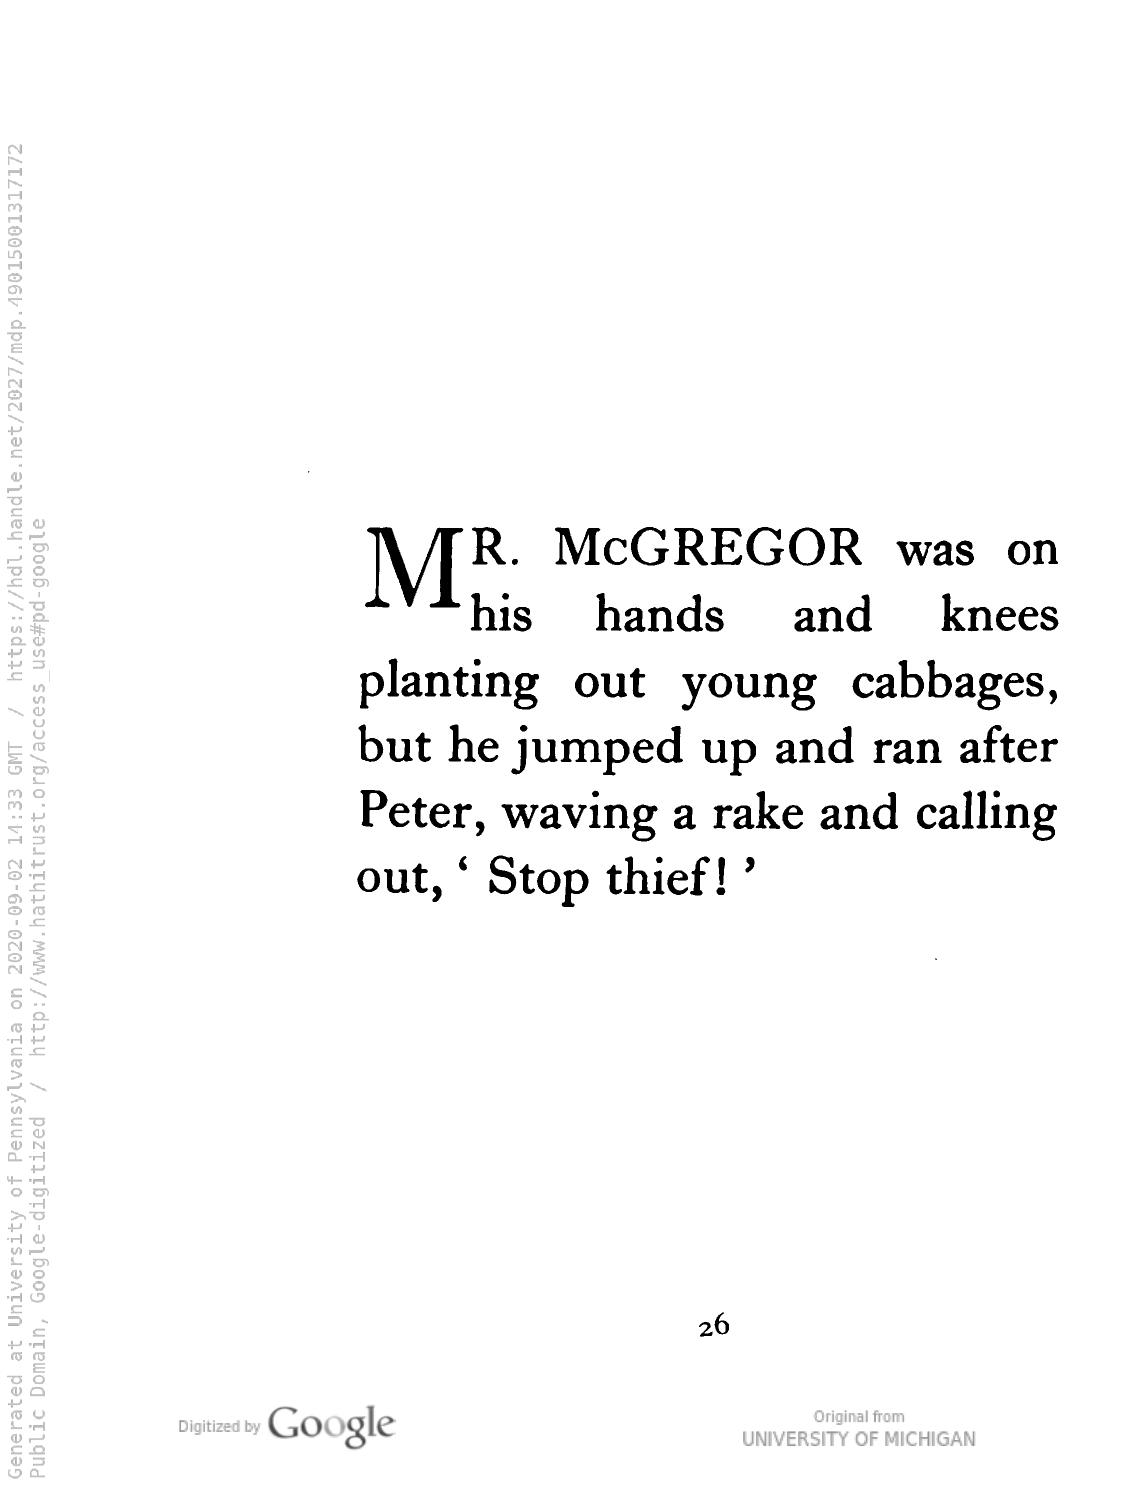 MR. McGREGOR was on
his hands and knees
planting out young cabbages,
but he jumped up and ran after
Peter, waving a rake and calling
out, ‘ Stop thief! ’
26
Digitized by Google
Original from
UNIVERSITY OF MICHIGAN
Generated at University of Pennsylvania on 2020-09-02 14:33 GMT / https://hdl.handle.net/2027/mdp.49015001317172
Public Domain, Google-digitized / http://www.hathitrust.org/access_use#pd-google